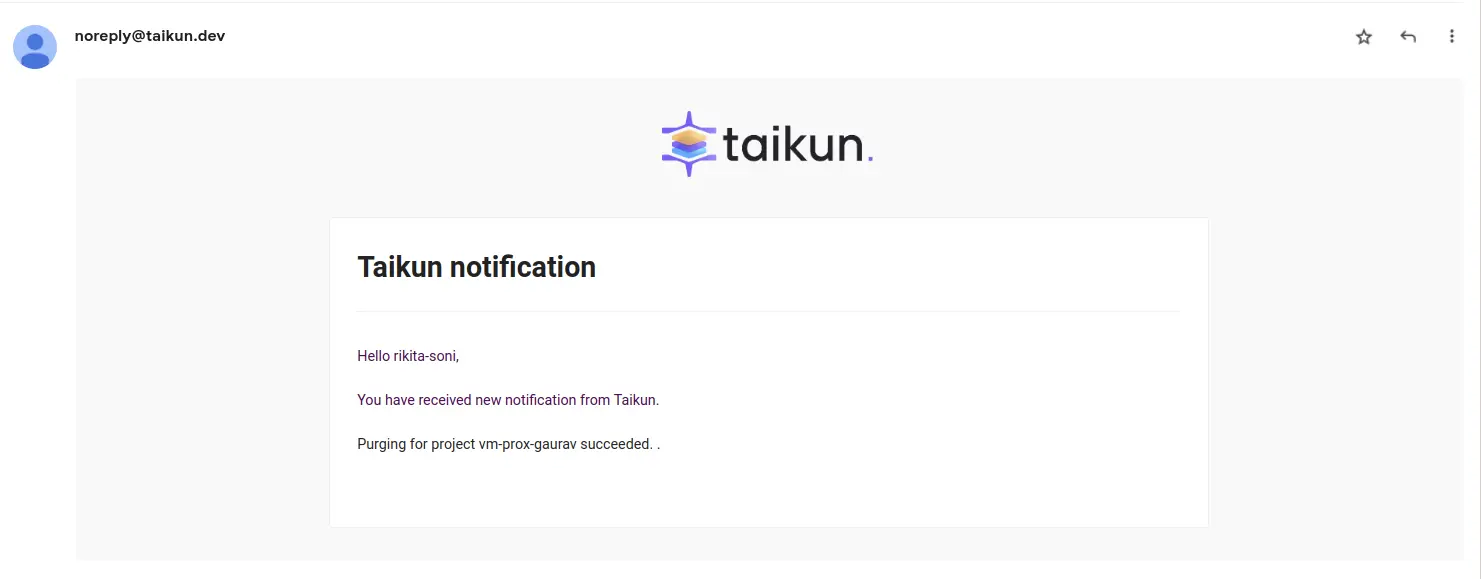 noreply@taikun.dev
taikun.
Taikun notification
Hello rikita-soni,
You have received new notification from Taikun.
Purging for project vm-prox-gaurav succeeded. .